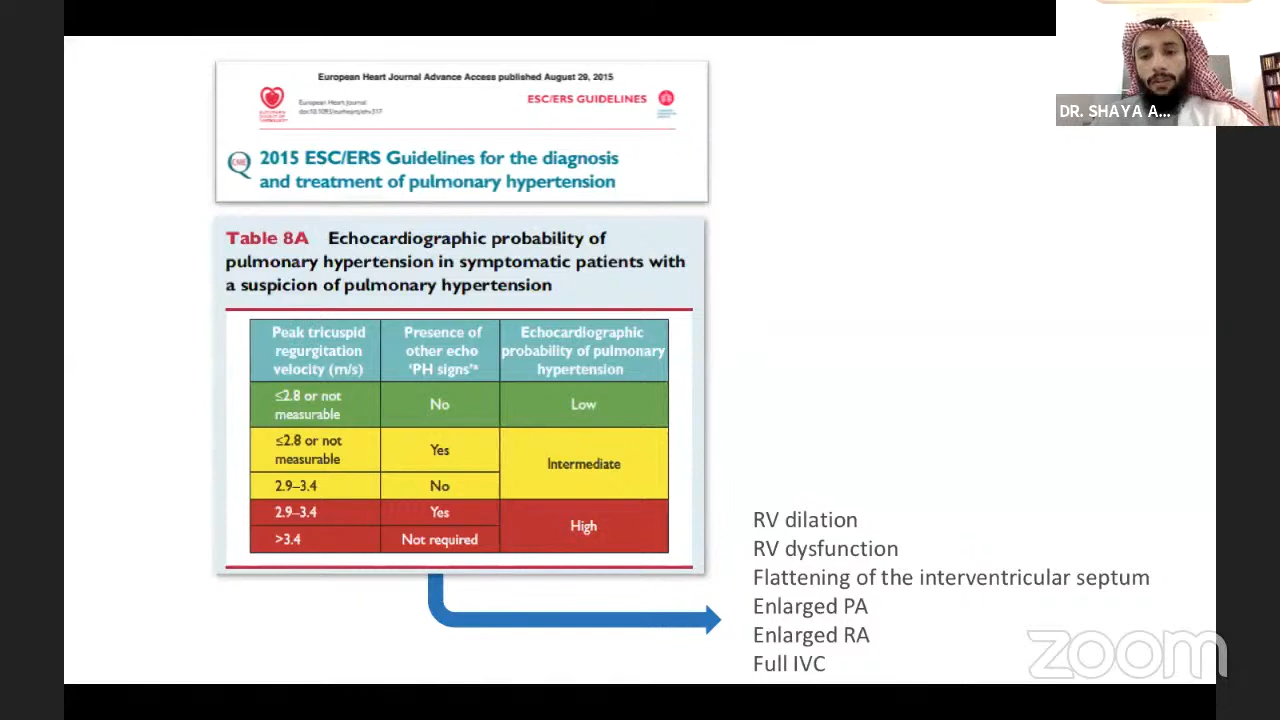 DR. SHAYA A...
European Heart Journal Advance Access published August 29, 2015
European Heart Journal
ESC/ERS GUIDELINES
CME
2015 ESC/ERS Guidelines for the diagnosis
and treatment of pulmonary hypertension
Table 8A Echocardiographic probability of
pulmonary hypertension in symptomatic patients with
a suspicion of pulmonary hypertension
Peak tricuspid regurgitation velocity (m/s) Presence of other echo 'PH signs'* Echocardiographic probability of pulmonary hypertension
≤2.8 or not measurable No Low
≤2.8 or not measurable Yes Intermediate
2.9–3.4 No
2.9–3.4 Yes High
>3.4 Not required
RV dilation
RV dysfunction
Flattening of the interventricular septum
Enlarged PA
Enlarged RA
Full IVC
zoom